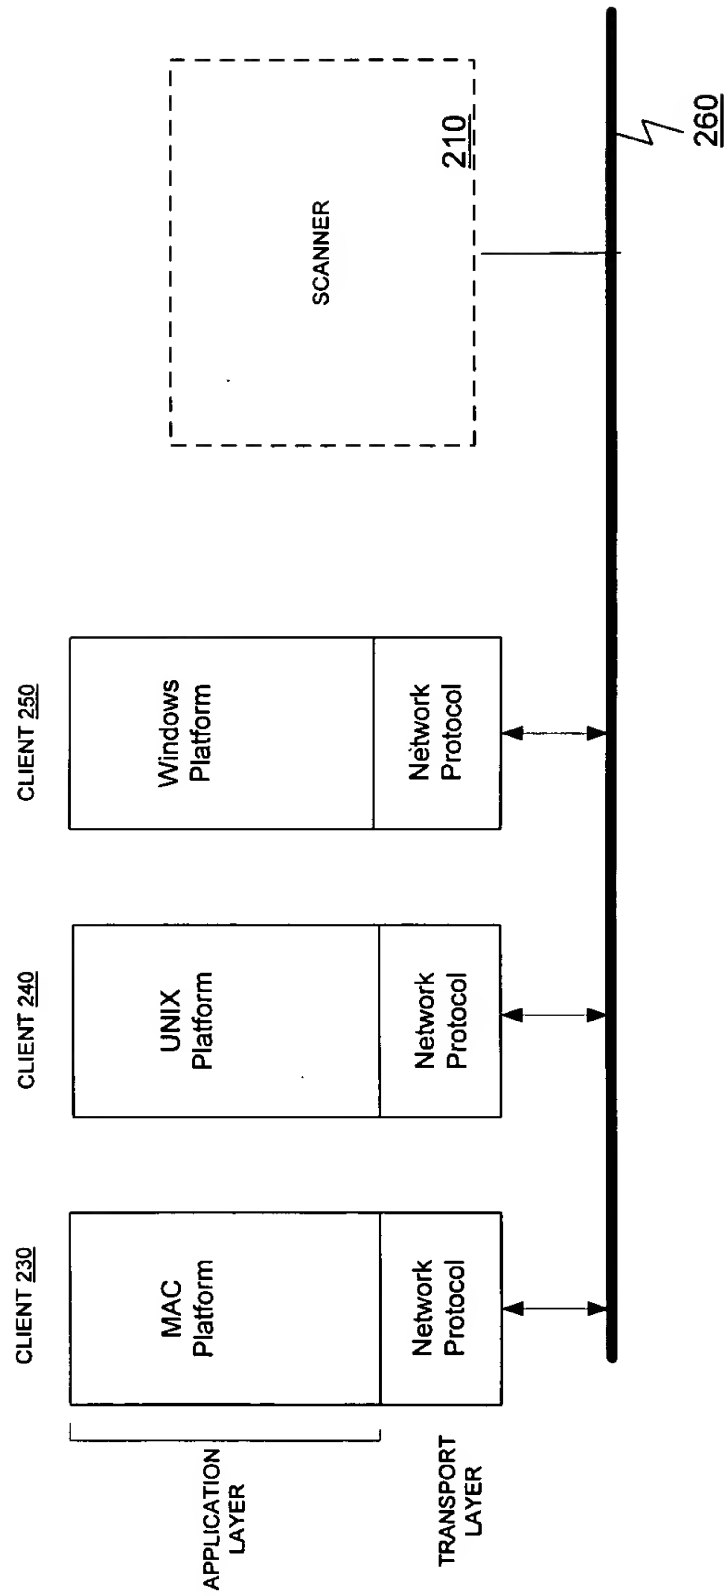 CLIENT 230
CLIENT 240
CLIENT 250
APPLICATION
LAYER
MAC
Platform
UNIX
Platform
Windows
Platform
SCANNER
210
TRANSPORT
LAYER
Network
Protocol
Network
Protocol
Network
Protocol
260